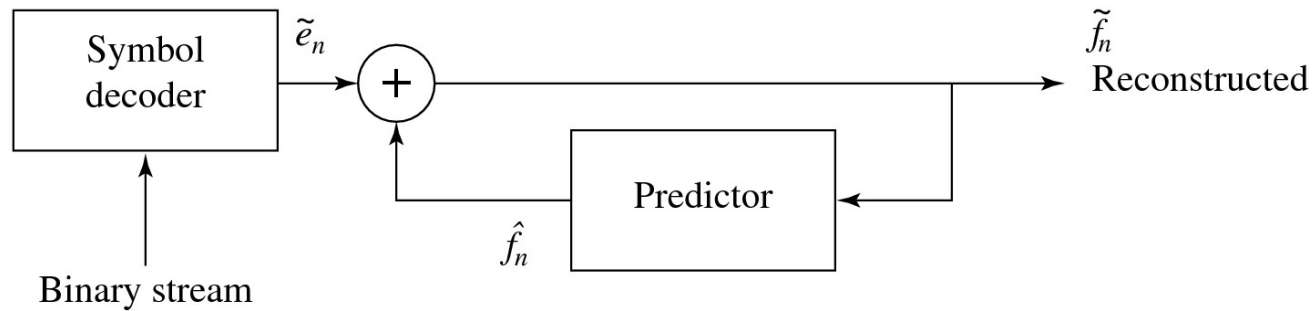 Symbol
decoder
ẽₙ
+
f̃ₙ
Reconstructed
Predictor
f̂ₙ
Binary stream